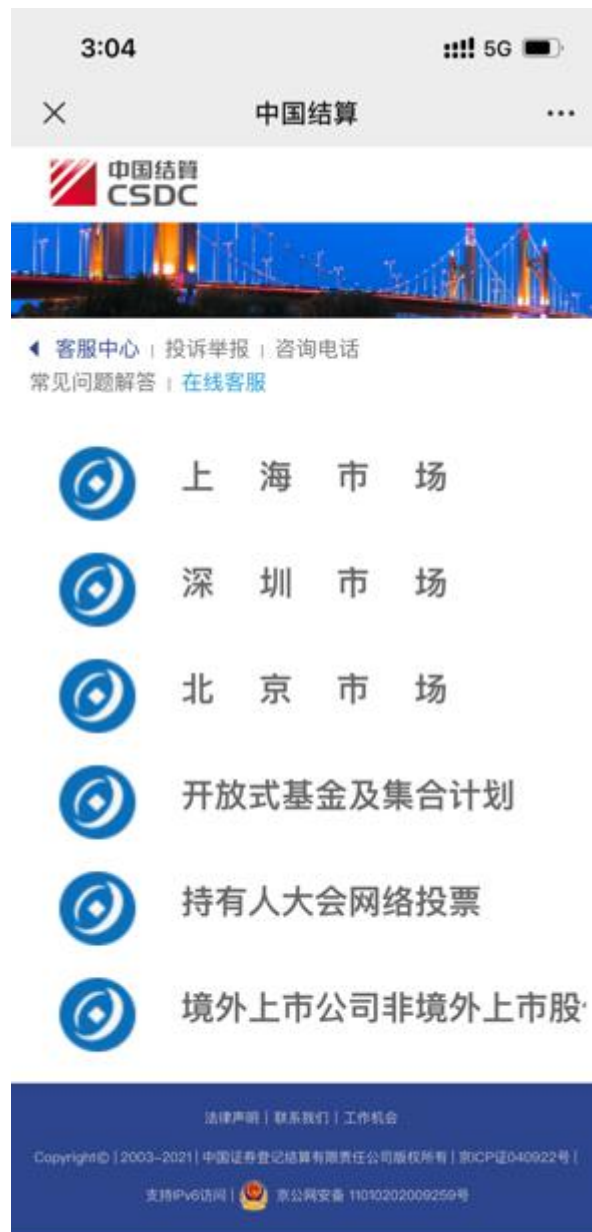 3:04 5G
中国结算
中国结算
CSDC
客服中心 | 投诉举报 | 咨询电话
常见问题解答 | 在线客服
上海市场
深圳市场
北京市场
开放式基金及集合计划
持有人大会网络投票
境外上市公司非境外上市股
法律声明 | 联系我们 | 工作机会
Copyright© | 2003-2021 | 中国证券登记结算有限责任公司版权所有 | 京ICP证040922号 |
支持IPv6访问 | 京公网安备 11010202009259号